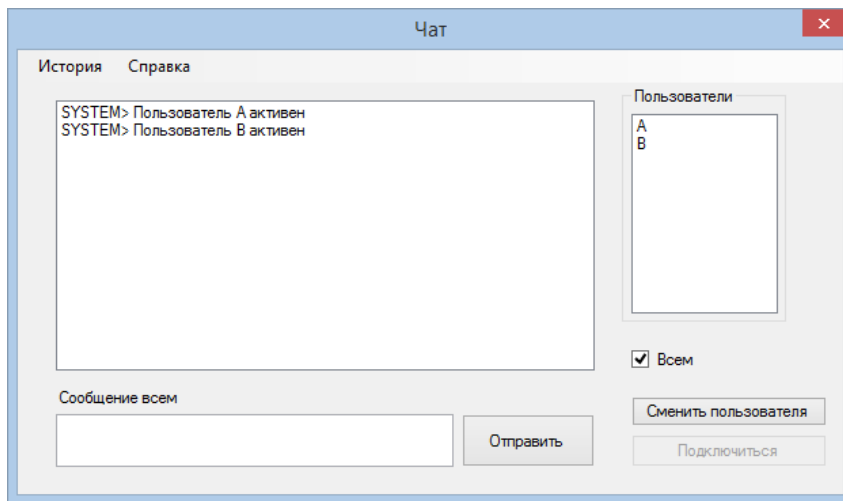 Чат
История Справка
SYSTEM> Пользователь A активен
SYSTEM> Пользователь B активен
Пользователи
A
B
Всем
Сообщение всем
Отправить
Сменить пользователя
Подключиться